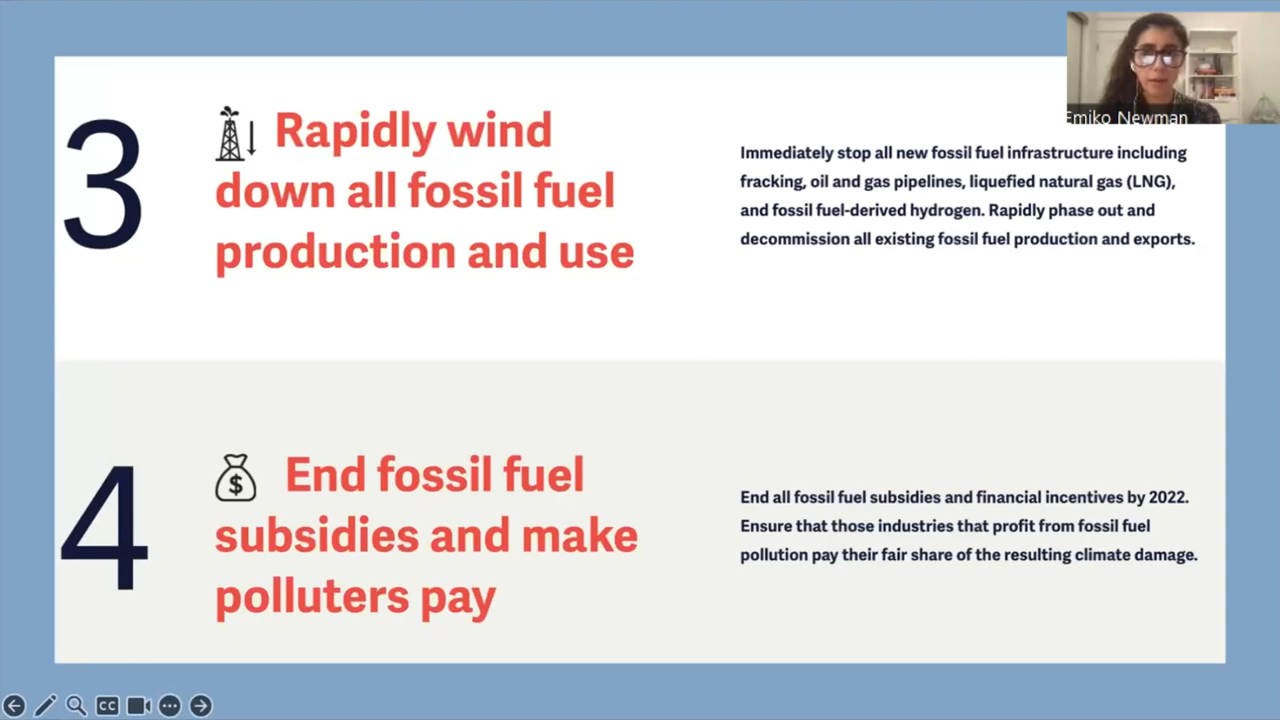 3
Rapidly wind
down all fossil fuel
production and use
Immediately stop all new fossil fuel infrastructure including
fracking, oil and gas pipelines, liquefied natural gas (LNG),
and fossil fuel-derived hydrogen. Rapidly phase out and
decommission all existing fossil fuel production and exports.
Emiko Newman
4
$
End fossil fuel
subsidies and make
polluters pay
End all fossil fuel subsidies and financial incentives by 2022.
Ensure that those industries that profit from fossil fuel
pollution pay their fair share of the resulting climate damage.
CC